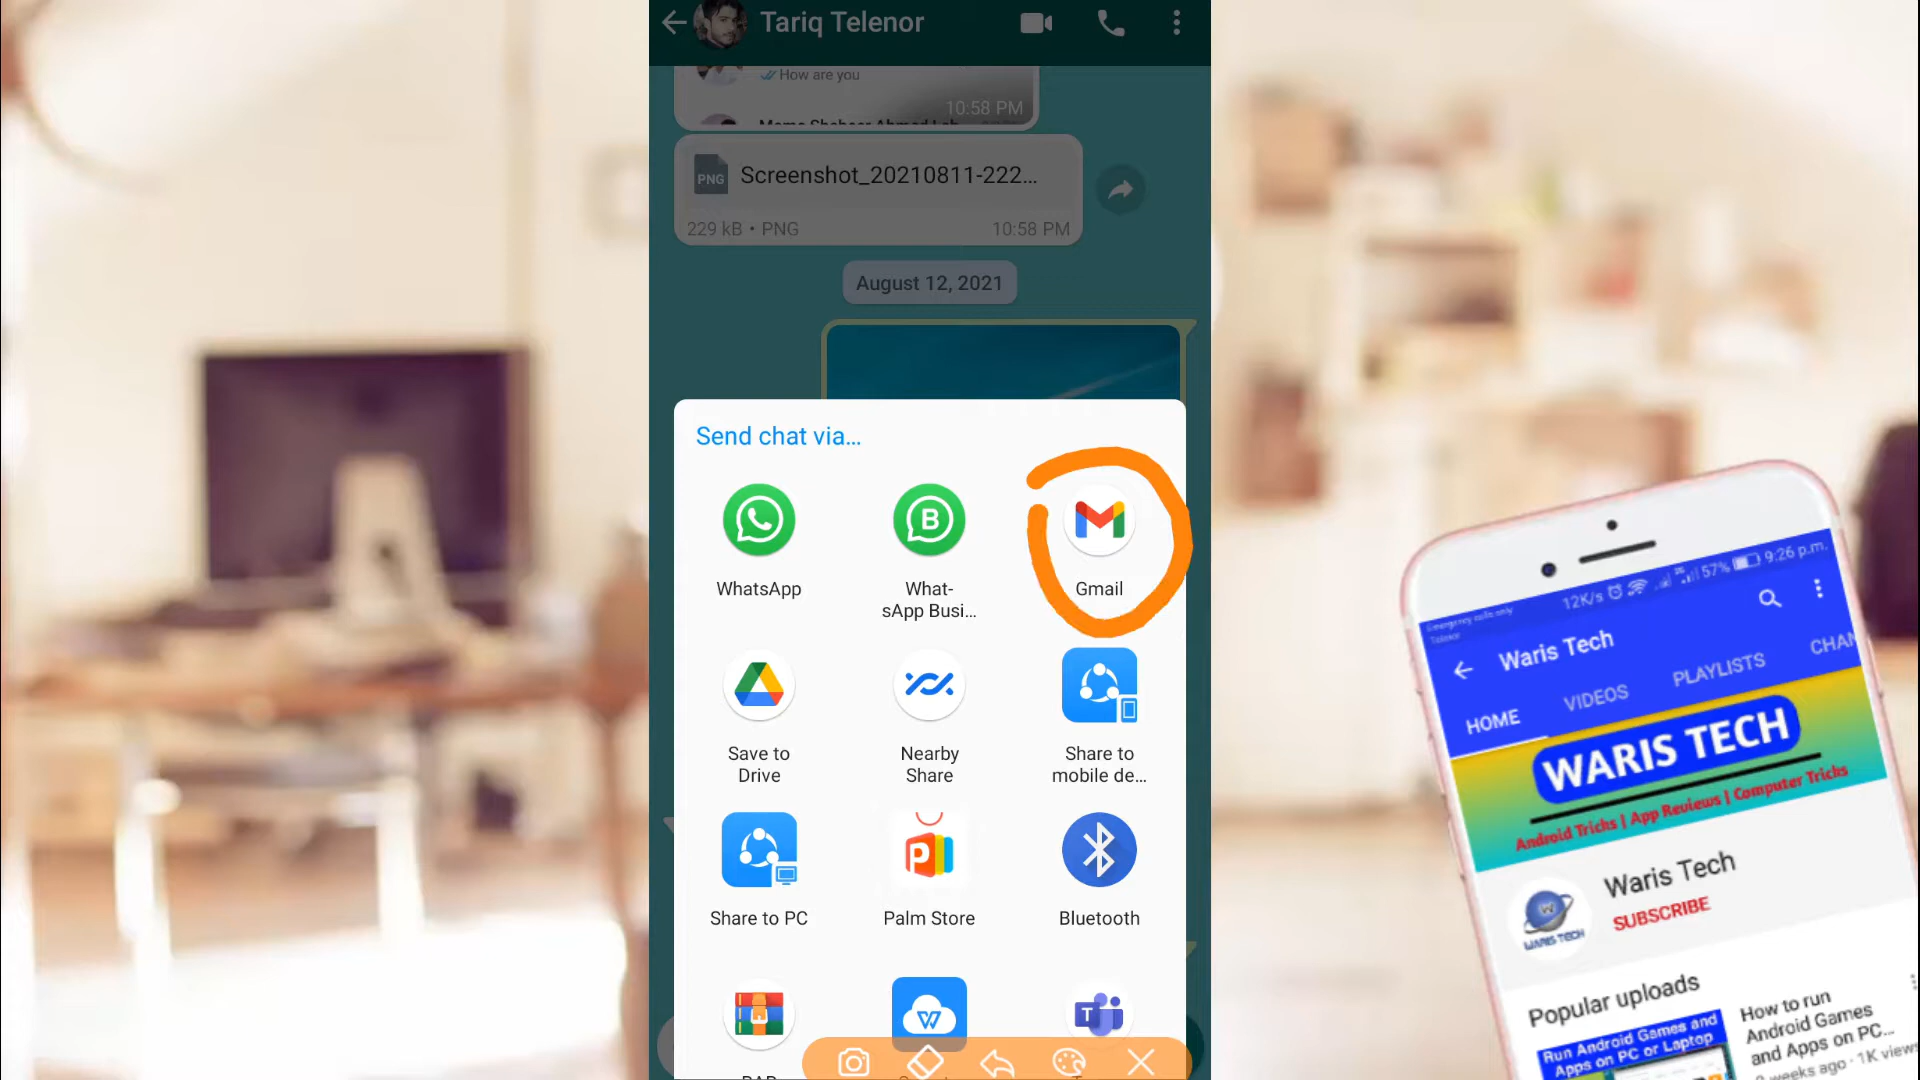 Tariq Telenor
How are you
10:58 PM
PNG
Screenshot_20210811-222...
229 kB • PNG
10:58 PM
August 12, 2021
Send chat via...
WhatsApp
What-
sApp Busi...
Gmail
Save to
Drive
Nearby
Share
Share to
mobile de...
Share to PC
Palm Store
Bluetooth
Emergency calls only
Telenor
12K/s
57%
9:26 p.m.
Waris Tech
HOME
VIDEOS
PLAYLISTS
WARIS TECH
Android Tricks | App Reviews | Computer Tricks
Waris Tech
SUBSCRIBE
WARIS TECH
Popular uploads
Run Android Games and
Apps on PC or Laptop
How to run
Android Games
and Apps on PC...
weeks ago · 1K views